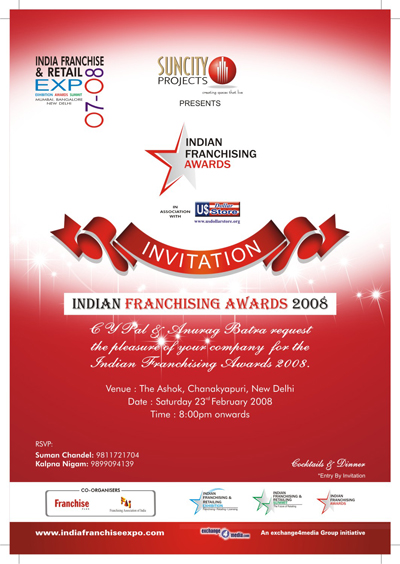 INDIA FRANCHISE
& RETAIL
EXPO
07-08
EXHIBITION AWARDS SUMMIT
MUMBAI, BANGALORE
NEW DELHI
SUNCITY
PROJECTS
creating spaces that live
PRESENTS
INDIAN
FRANCHISING
AWARDS
IN
ASSOCIATION
WITH
US Dollar
Store
www.usdollarstore.org
INVITATION
INDIAN FRANCHISING AWARDS 2008
C Y Pal & Anurag Batra request
the pleasure of your company for the
Indian Franchising Awards 2008.
Venue : The Ashok, Chanakyapuri, New Delhi
Date : Saturday 23rd February 2008
Time : 8:00pm onwards
RSVP:
Suman Chandel: 9811721704
Kalpna Nigam: 9899094139
Cocktails & Dinner
*Entry By Invitation
CO-ORGANISERS
Franchise
PLUS
Franchising Association of India
INDIAN
FRANCHISING &
RETAILING
EXHIBITION
INDIAN
FRANCHISING &
RETAILING
SUMMIT
INDIAN
FRANCHISING
AWARDS
www.indiafranchiseexpo.com
exchange4media.com
An exchange4media Group initiative